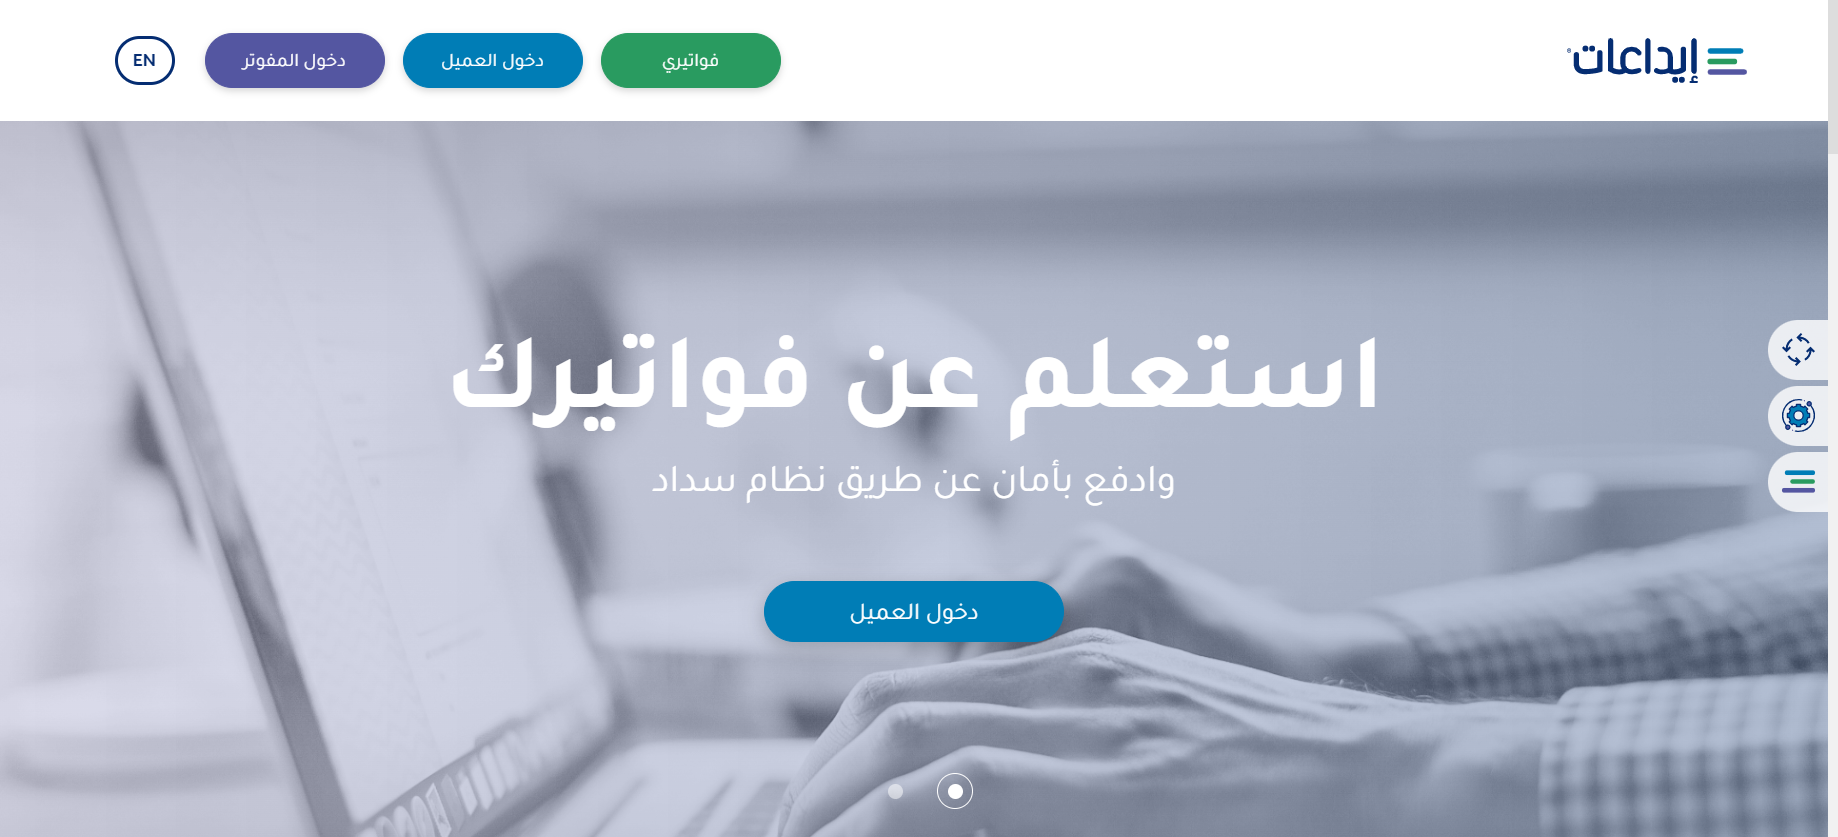 إيداعات
فواتيري
دخول العميل
دخول المفوتر
EN
استعلم عن فواتيرك
وادفع بأمان عن طريق نظام سداد
دخول العميل